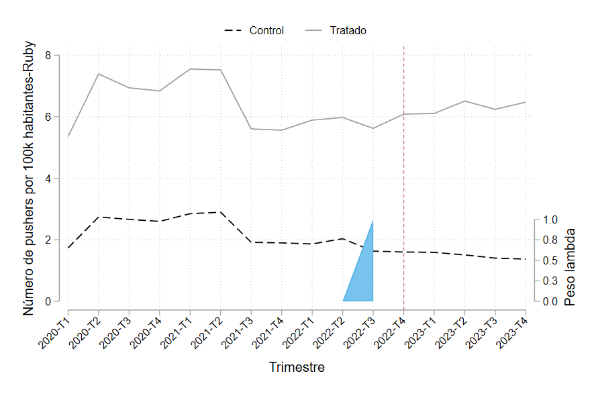 Control Tratado
Número de pushers por 100k habitantes-Ruby
8
6
4
2
0
1.0
0.8
0.5
0.3
0.0
Peso lambda
2020-T1 2020-T2 2020-T3 2020-T4 2021-T1 2021-T2 2021-T3 2021-T4 2022-T1 2022-T2 2022-T3 2022-T4 2023-T1 2023-T2 2023-T3 2023-T4
Trimestre